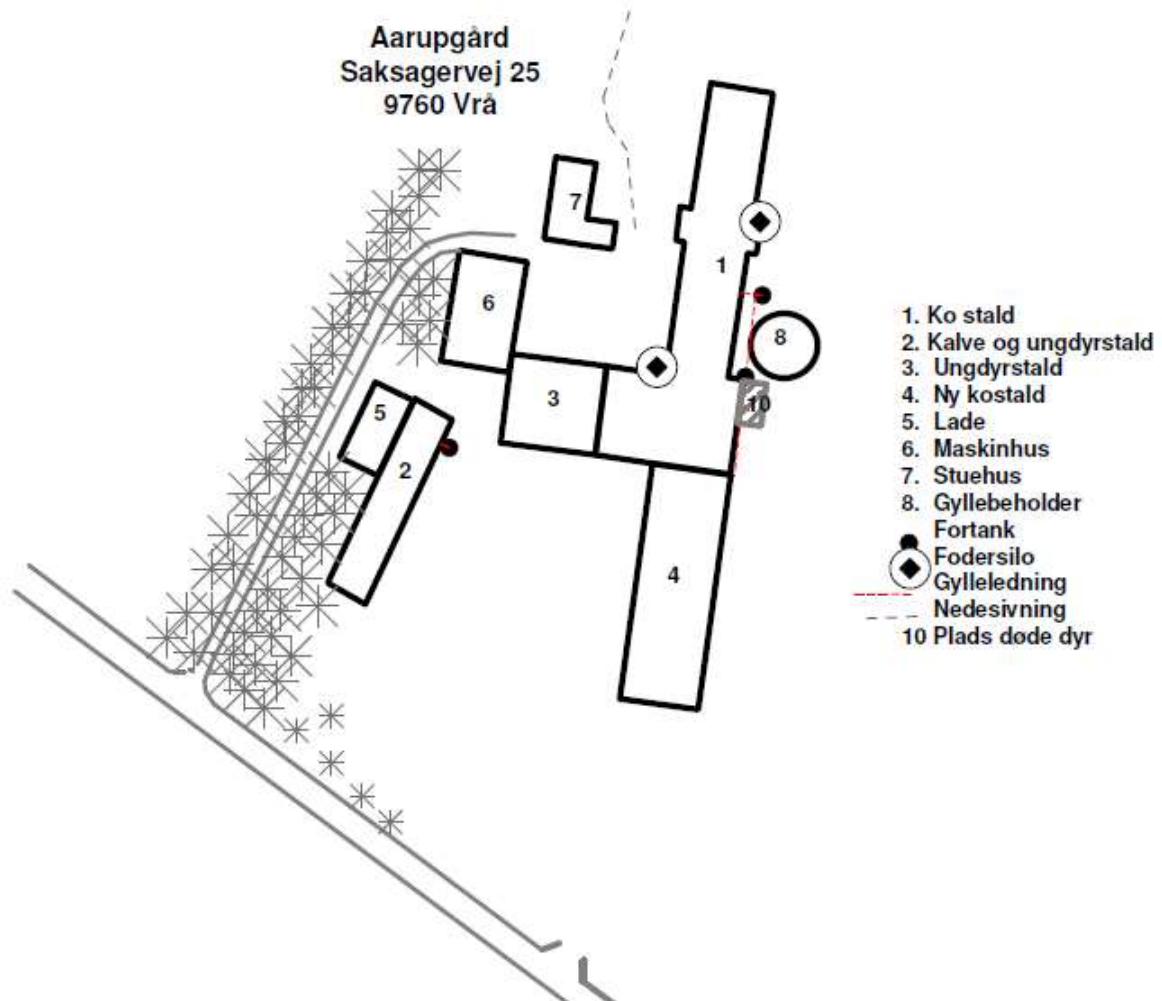 Aarupgård
Saksagervej 25
9760 Vrå
7
1
6
8
10
3
5
2
4
1. Ko stald
2. Kalve og ungdyrstald
3. Ungdyrstald
4. Ny kostald
5. Lade
6. Maskinhus
7. Stuehus
8. Gyllebeholder
Fortank
Fodersilo
Gylleledning
Nedesivning
10 Plads døde dyr